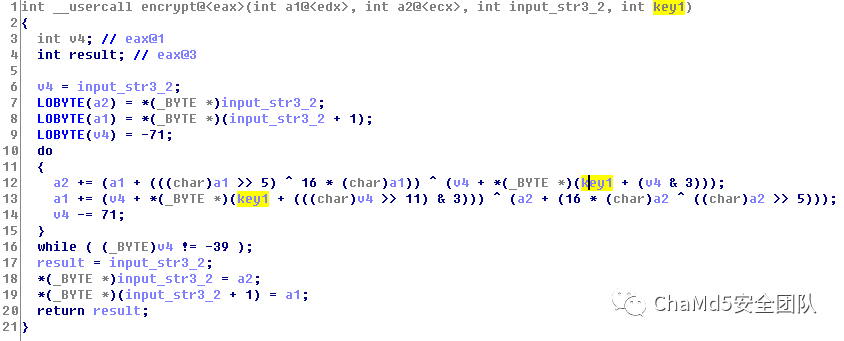 1 int __usercall encrypt@<eax>(int a1@<edx>, int a2@<ecx>, int input_str3_2, int key1)
2 {
3 int v4; // eax@1
4 int result; // eax@3
5
6 v4 = input_str3_2;
7 LOBYTE(a2) = *(_BYTE *)input_str3_2;
8 LOBYTE(a1) = *(_BYTE *)(input_str3_2 + 1);
9 LOBYTE(v4) = -71;
10 do
11 {
12 a2 += (a1 + (((char)a1 >> 5) ^ 16 * (char)a1)) ^ (v4 + *(_BYTE *)(key1 + (v4 & 3)));
13 a1 += (v4 + *(_BYTE *)(key1 + (((char)v4 >> 11) & 3))) ^ (a2 + (16 * (char)a2 ^ ((char)a2 >> 5)));
14 v4 -= 71;
15 }
16 while ( (_BYTE)v4 != -39 );
17 result = input_str3_2;
18 *(_BYTE *)input_str3_2 = a2;
19 *(_BYTE *)(input_str3_2 + 1) = a1;
20 return result;
21 }
ChaMd5安全团队